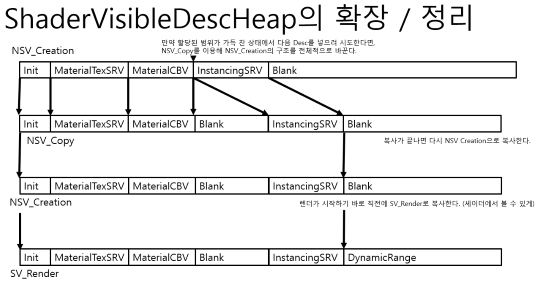 ShaderVisibleDescHeap의 확장 / 정리
만약 할당된 범위가 가득 찬 상태에서 다음 Desc를 넣으려 시도한다면,
NSV_Creation
NSV_Copy를 이용해 NSV_Creation의 구조를 전체적으로 바꾼다.
Init MaterialTexSRV MaterialCBV InstancingSRV Blank
Init MaterialTexSRV MaterialCBV Blank InstancingSRV Blank
NSV_Copy
복사가 끝나면 다시 NSV Creation으로 복사한다.
Init MaterialTexSRV MaterialCBV Blank InstancingSRV Blank
NSV_Creation
렌더가 시작하기 바로 직전에 SV_Render로 복사한다. (셰이더에서 볼 수 있게)
Init MaterialTexSRV MaterialCBV Blank InstancingSRV DynamicRange
SV_Render